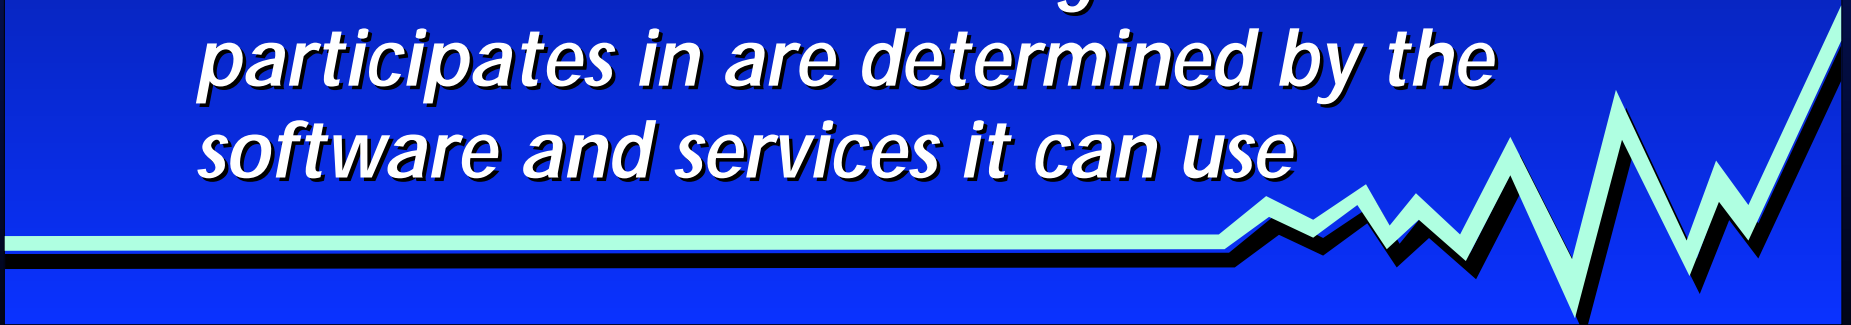 participates in are determined by the
software and services it can use